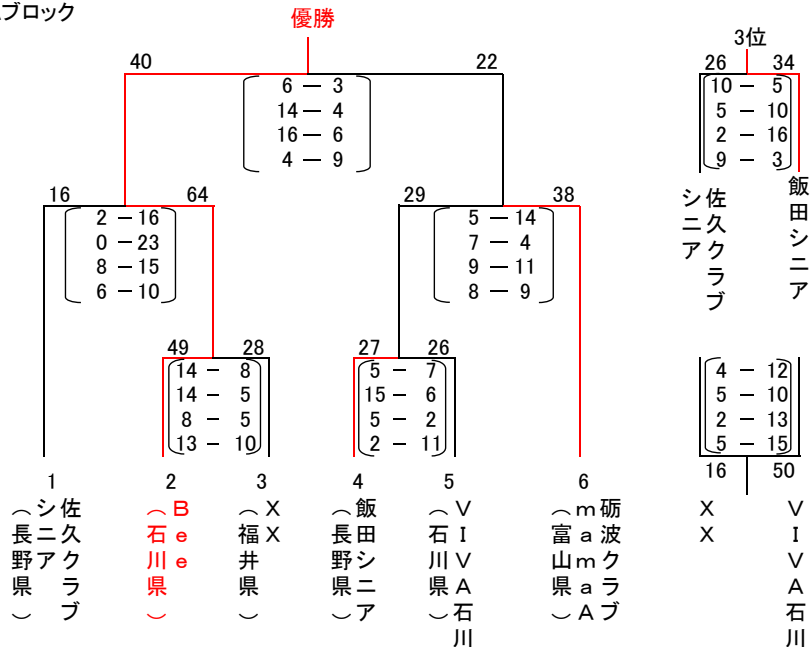 ブロック
優勝
3位
40 22
26 34
6 － 3
14 － 4
16 － 6
4 － 9
10 － 5
5 － 10
2 － 16
9 － 3
佐久クラブ
シニア
飯田シニア
16 64
2 － 16
0 － 23
8 － 15
6 － 10
29 38
5 － 14
7 － 4
9 － 11
8 － 9
49 28
14 － 8
14 － 5
8 － 5
13 － 10
27 26
5 － 7
15 － 6
5 － 2
2 － 11
4 － 12
5 － 10
2 － 13
5 － 15
16 50
1
佐久クラブ
シニア
（長野県）
2
Ｂｅｅ
（石川県）
3
ＸＸ
（福井県）
4
飯田シニア
（長野県）
5
ＶＩＶＡ石川
（石川県）
6
砺波クラブ
ｍａｍａＡ
（富山県）
ＸＸ
ＶＩＶＡ石川